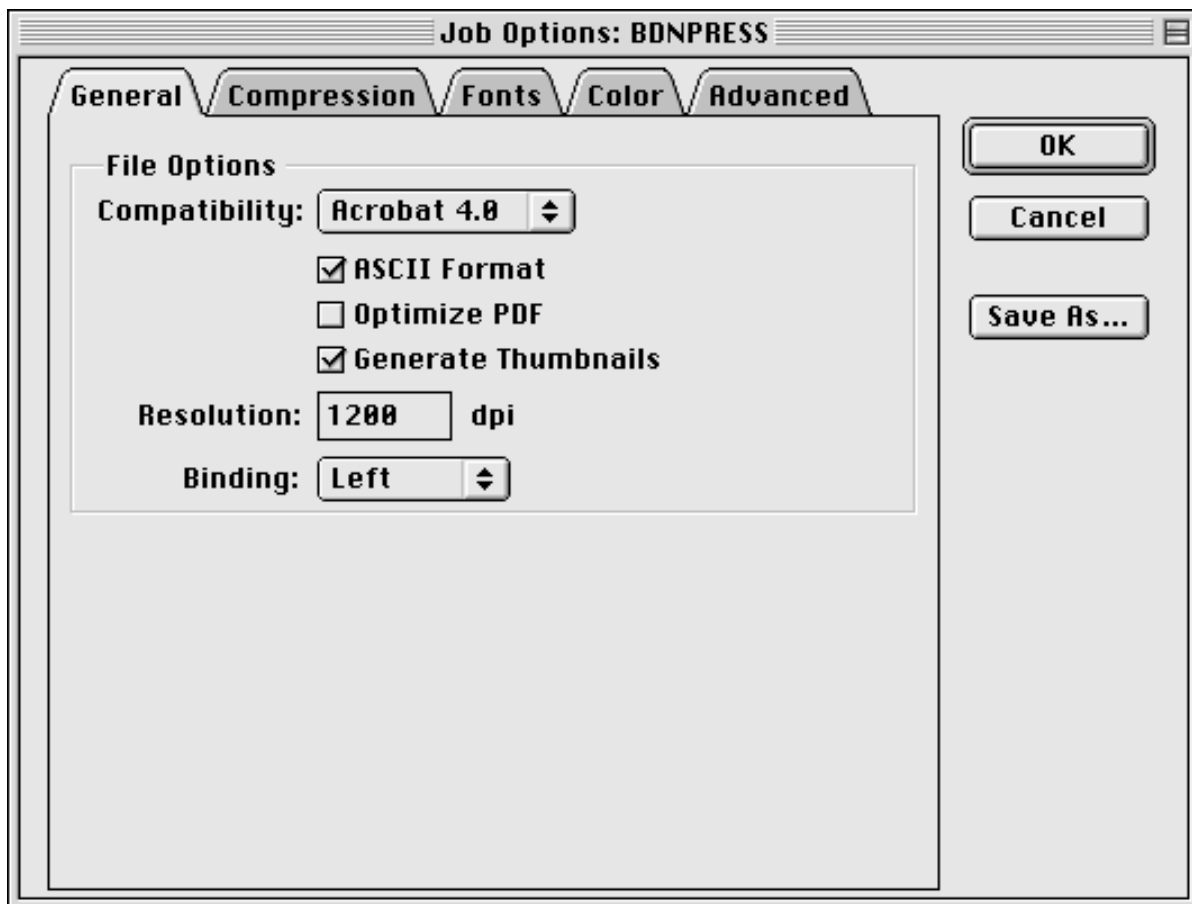 Job Options: BDNPRESS
General Compression Fonts Color Advanced
File Options
Compatibility: Acrobat 4.0
ASCII Format
Optimize PDF
Generate Thumbnails
Resolution: 1200 dpi
Binding: Left
OK
Cancel
Save As...